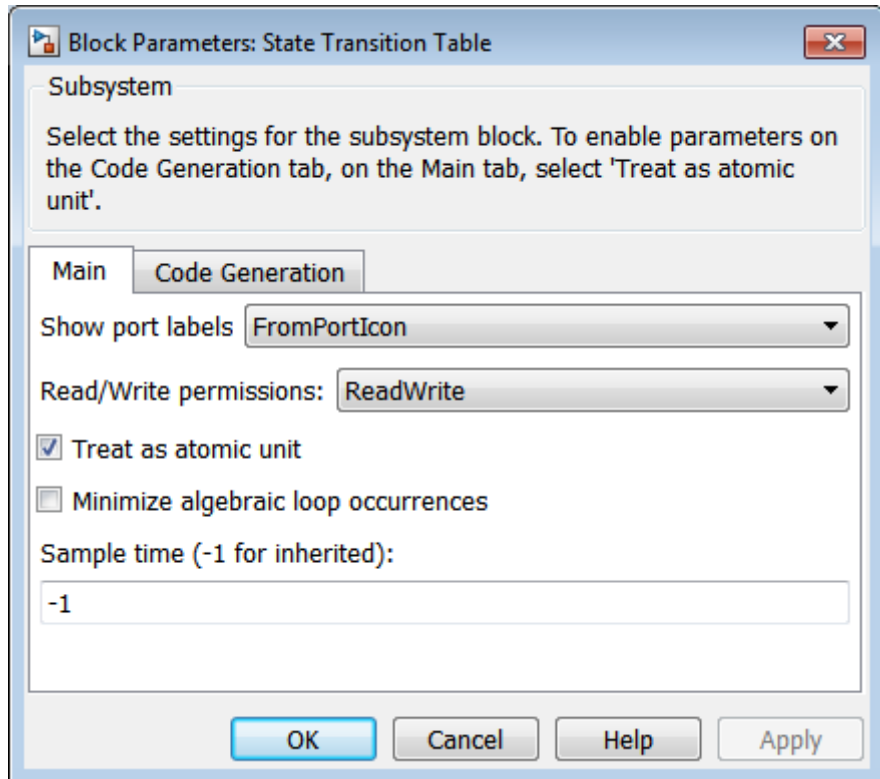 Block Parameters: State Transition Table
Subsystem
Select the settings for the subsystem block. To enable parameters on
the Code Generation tab, on the Main tab, select 'Treat as atomic
unit'.
Main Code Generation
Show port labels FromPortIcon
Read/Write permissions: ReadWrite
Treat as atomic unit
Minimize algebraic loop occurrences
Sample time (-1 for inherited):
-1
OK Cancel Help Apply